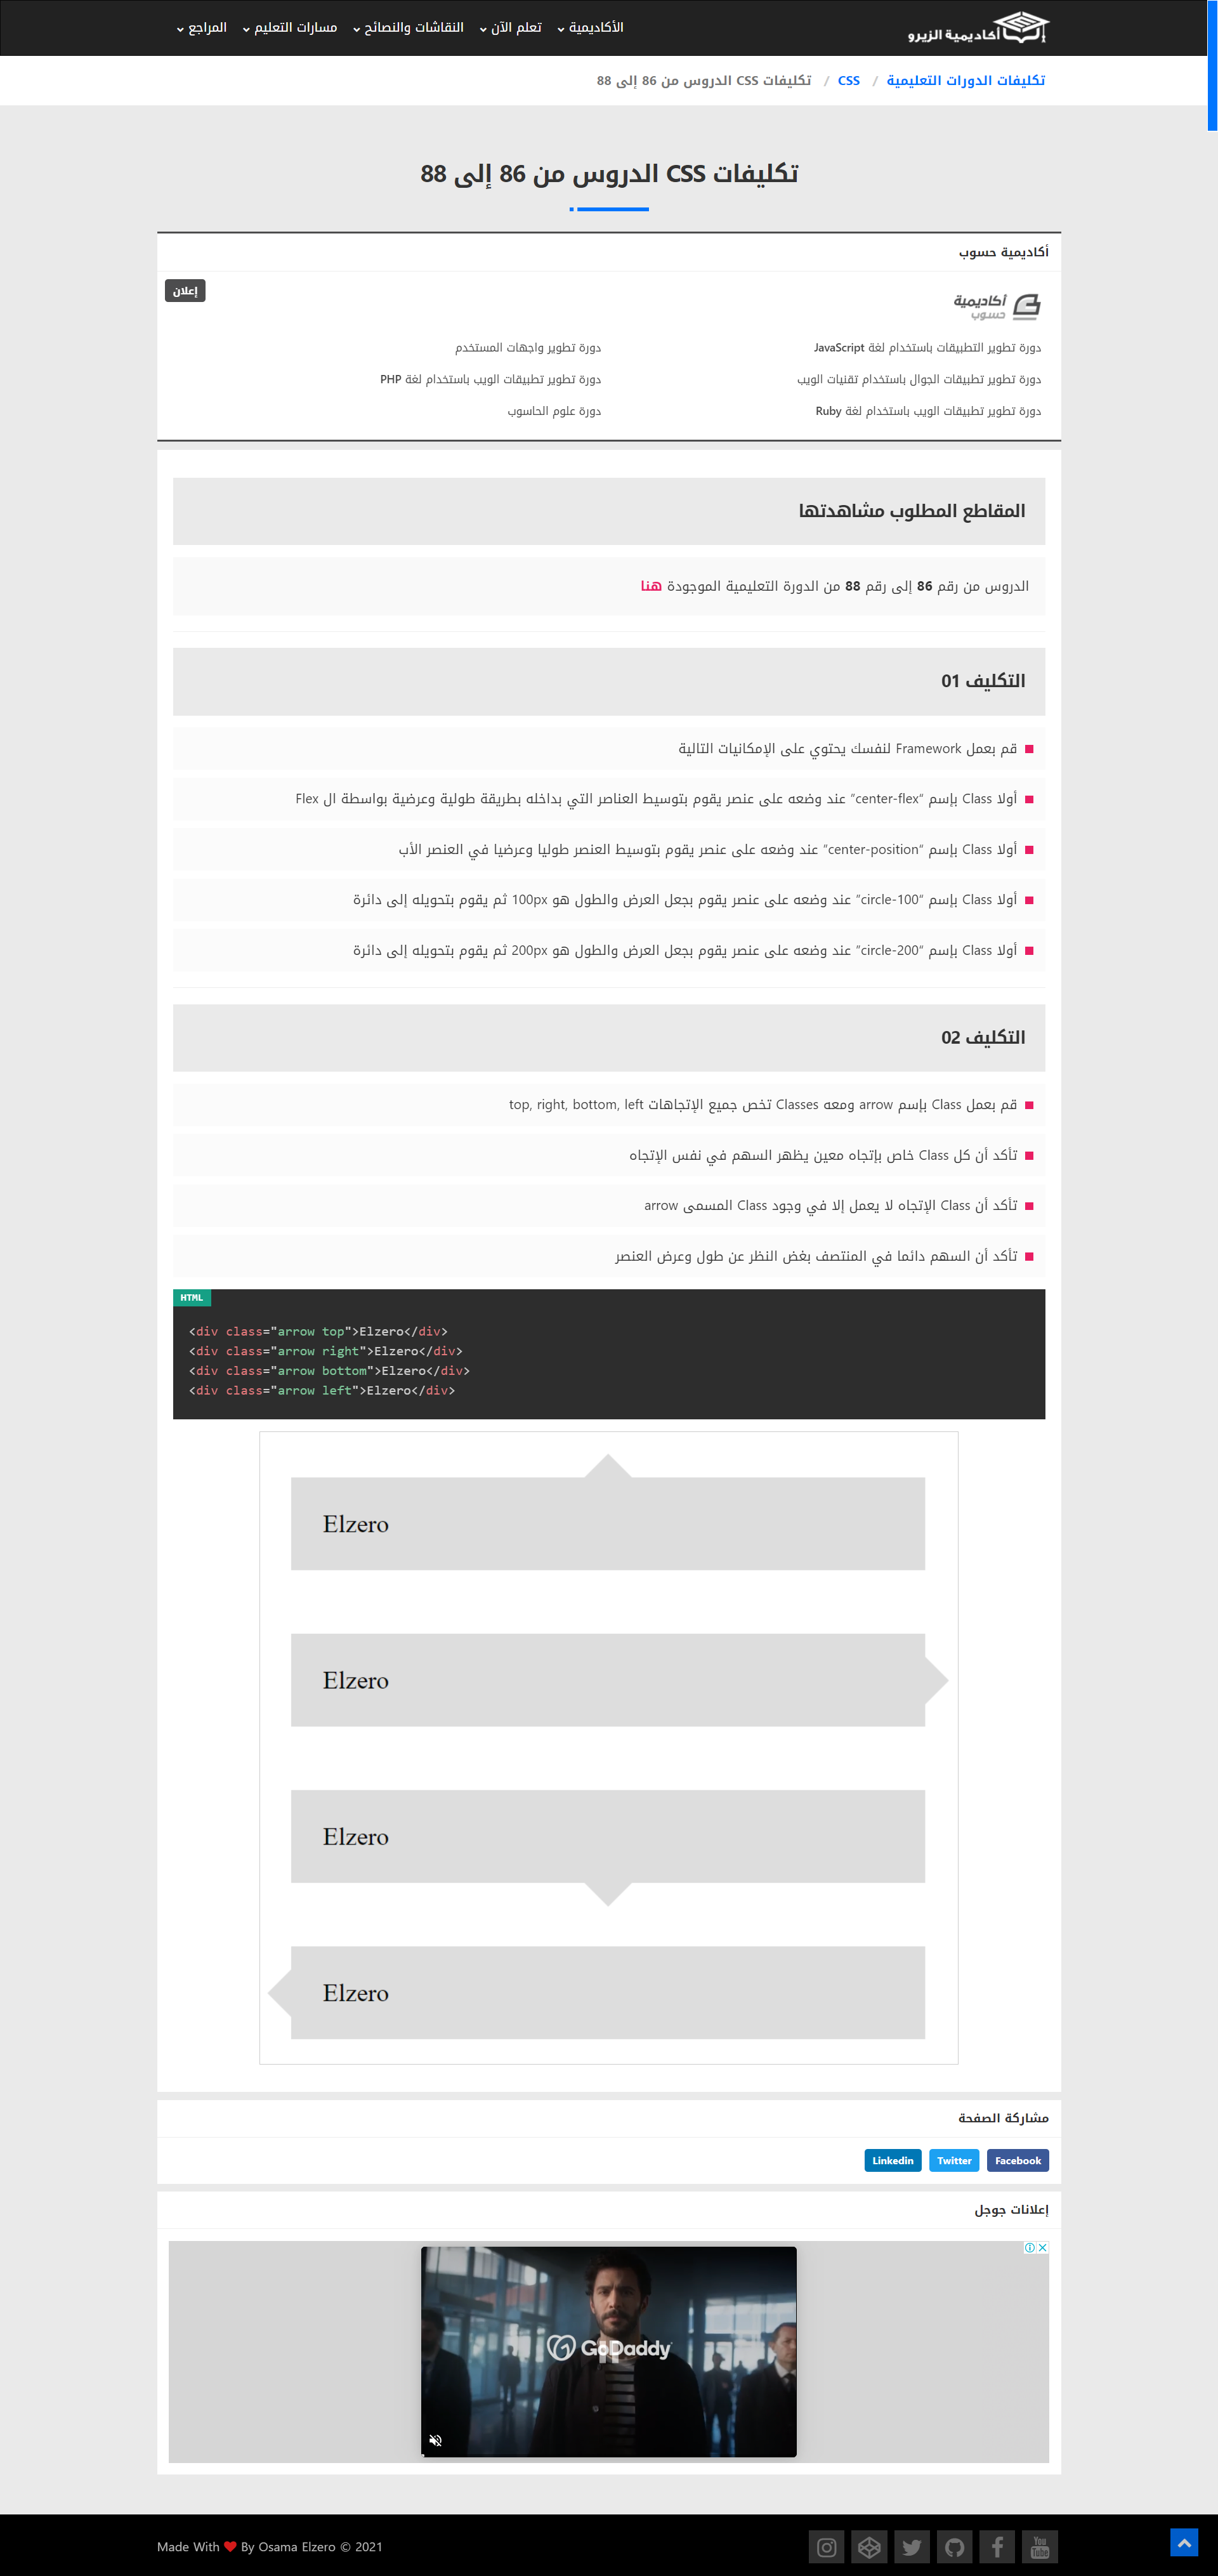 أكاديمية الزيرو
الأكاديمية
تعلم الآن
النقاشات والنصائح
مسارات التعليم
المراجع
تكليفات الدورات التعليمية / CSS / تكليفات CSS الدروس من 86 إلى 88
تكليفات CSS الدروس من 86 إلى 88
أكاديمية حسوب
إعلان
أكاديمية
حسوب
دورة تطوير التطبيقات باستخدام لغة JavaScript
دورة تطوير واجهات المستخدم
دورة تطوير تطبيقات الجوال باستخدام تقنيات الويب
دورة تطوير تطبيقات الويب باستخدام لغة PHP
دورة تطوير تطبيقات الويب باستخدام لغة Ruby
دورة علوم الحاسوب
المقاطع المطلوب مشاهدتها
الدروس من رقم 86 إلى رقم 88 من الدورة التعليمية الموجودة هنا
التكليف 01
قم بعمل Framework لنفسك يحتوي على الإمكانيات التالية
أولا Class بإسم “center-flex” عند وضعه على عنصر يقوم بتوسيط العناصر التي بداخله بطريقة طولية وعرضية بواسطة ال Flex
أولا Class بإسم “center-position” عند وضعه على عنصر يقوم بتوسيط العنصر طوليا وعرضيا في العنصر الأب
أولا Class بإسم “circle-100” عند وضعه على عنصر يقوم بجعل العرض والطول هو 100px ثم يقوم بتحويله إلى دائرة
أولا Class بإسم “circle-200” عند وضعه على عنصر يقوم بجعل العرض والطول هو 200px ثم يقوم بتحويله إلى دائرة
التكليف 02
قم بعمل Class بإسم arrow ومعه Classes تخص جميع الإتجاهات top, right, bottom, left
تأكد أن كل Class خاص بإتجاه معين يظهر السهم في نفس الإتجاه
تأكد أن Class الإتجاه لا يعمل إلا في وجود Class المسمى arrow
تأكد أن السهم دائما في المنتصف بغض النظر عن طول وعرض العنصر
HTML
<div class="arrow top">Elzero</div>
<div class="arrow right">Elzero</div>
<div class="arrow bottom">Elzero</div>
<div class="arrow left">Elzero</div>
Elzero
Elzero
Elzero
Elzero
مشاركة الصفحة
Facebook
Twitter
Linkedin
إعلانات جوجل
GoDaddy
Made With ❤ By Osama Elzero © 2021
You
Tube